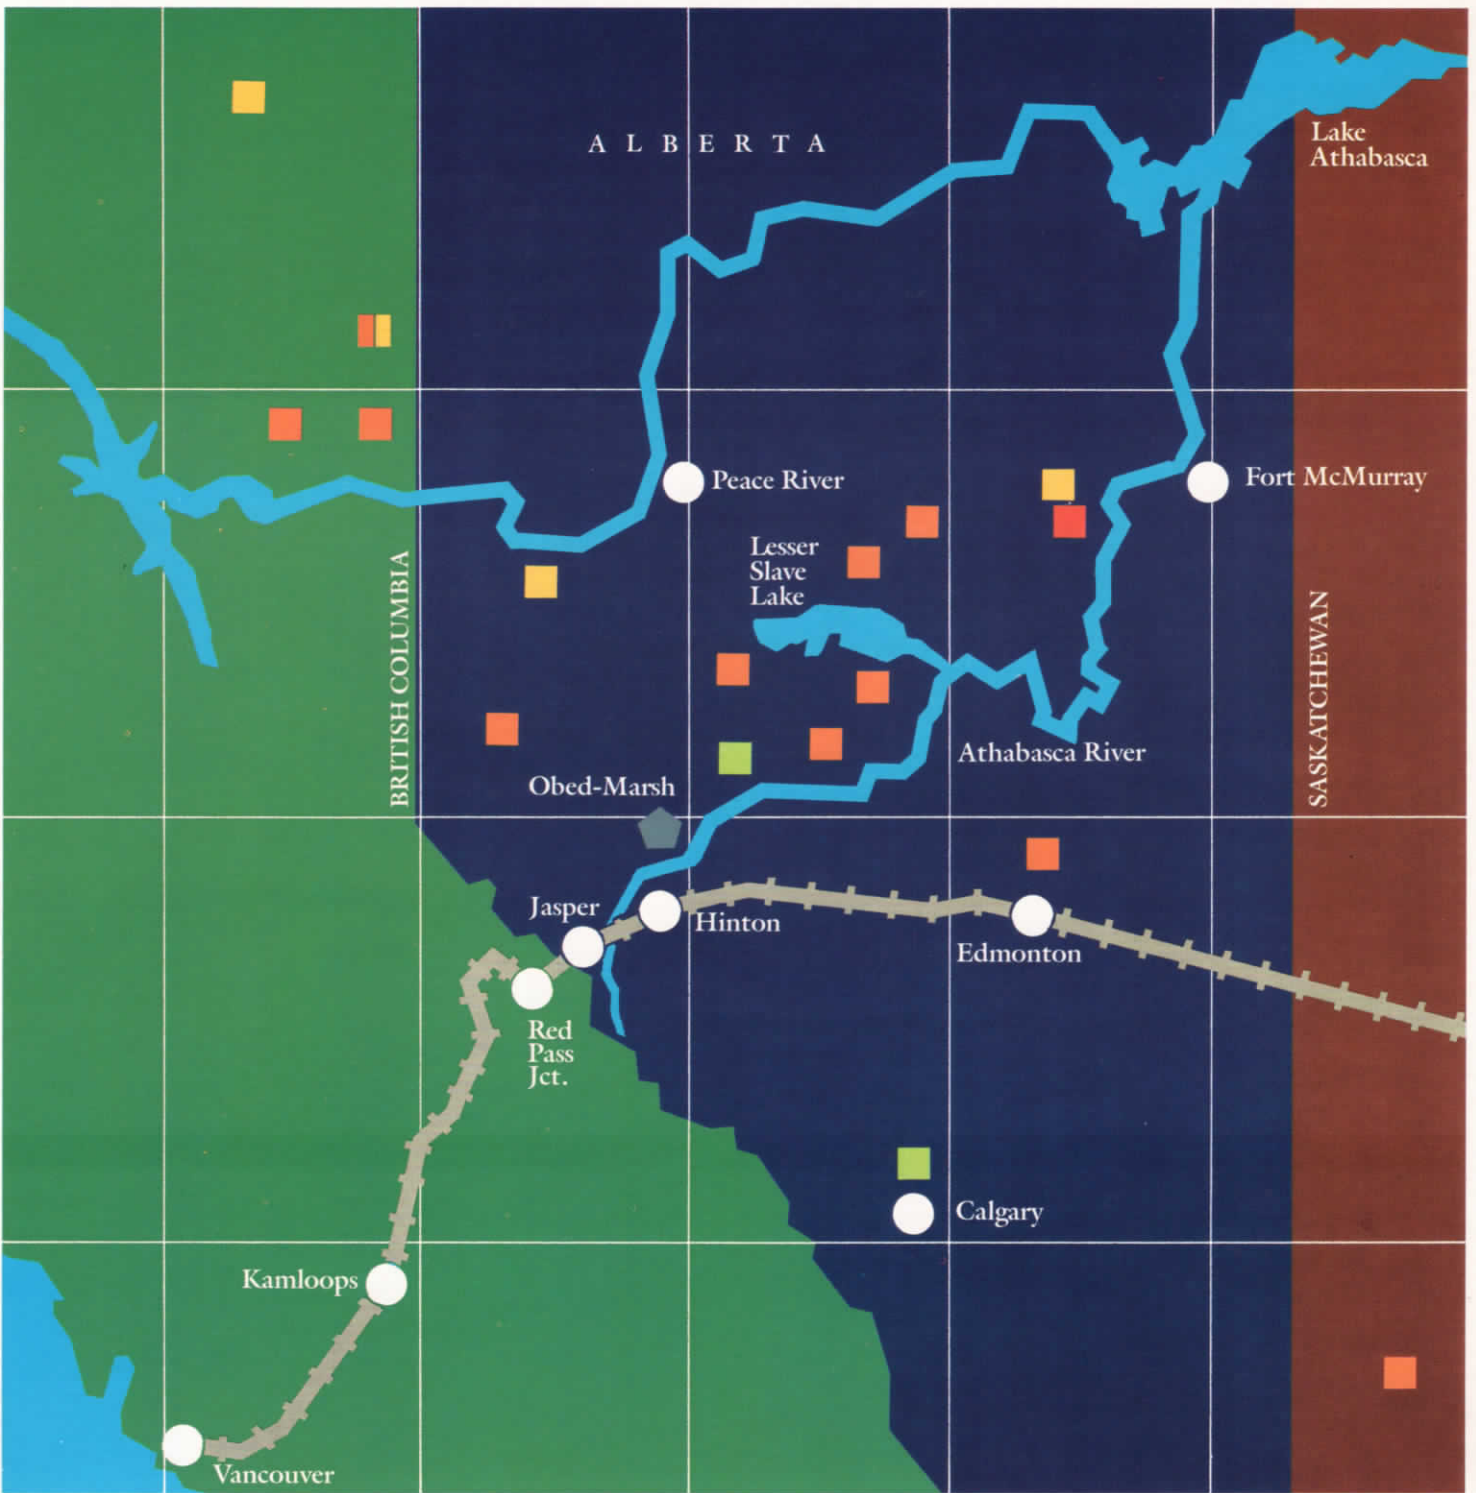 ALBERTA
Lake
Athabasca
Peace River
Fort McMurray
Lesser
Slave
Lake
BRITISH COLUMBIA
SASKATCHEWAN
Athabasca River
Obed-Marsh
Jasper
Hinton
Edmonton
Red
Pass
Jct.
Calgary
Kamloops
Vancouver